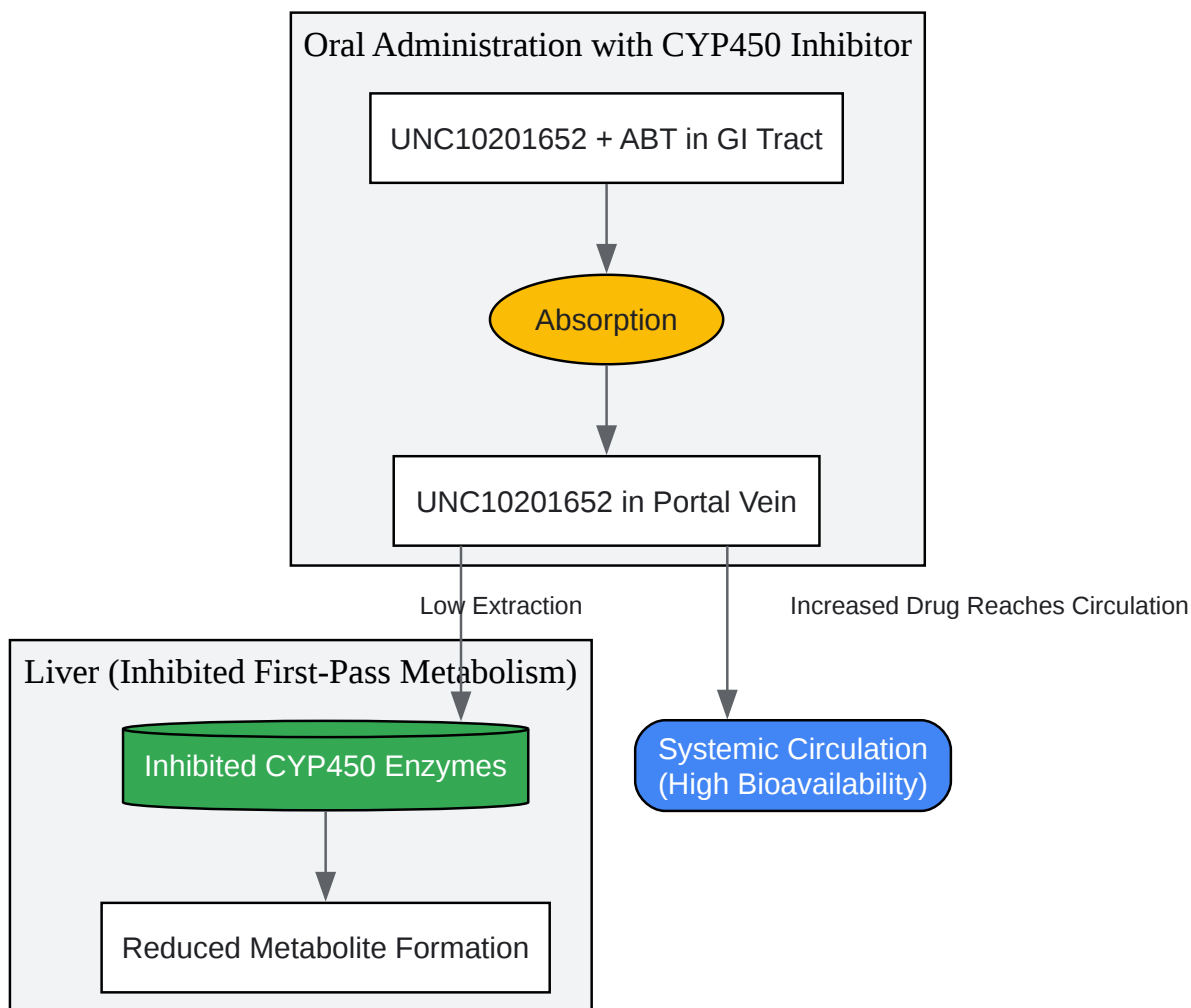 Oral Administration with CYP450 Inhibitor
UNC10201652 + ABT in GI Tract
Absorption
UNC10201652 in Portal Vein
Low Extraction
Increased Drug Reaches Circulation
Liver (Inhibited First-Pass Metabolism)
Inhibited CYP450 Enzymes
Systemic Circulation
(High Bioavailability)
Reduced Metabolite Formation